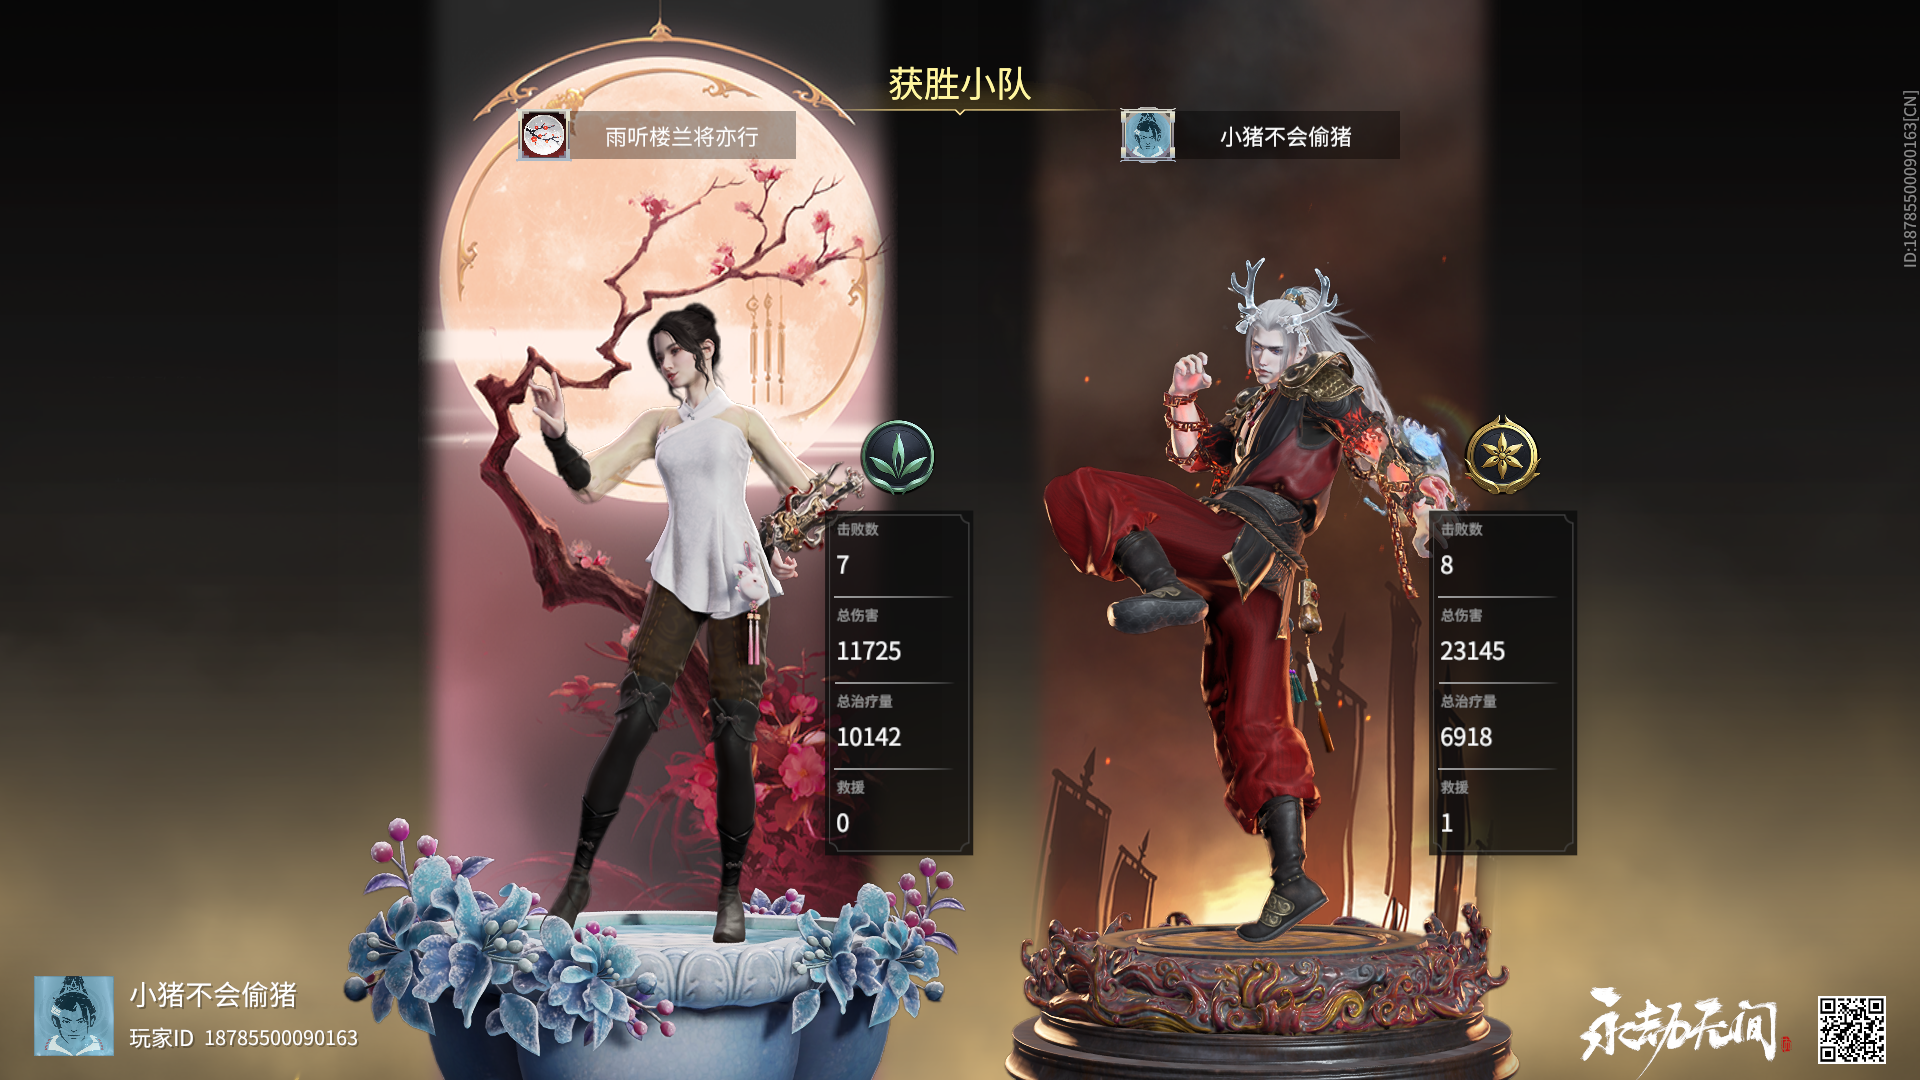 获胜小队
雨听楼兰将亦行
小猪不会偷猪
ID:18785500090163[CN]
击败数
7
总伤害
11725
总治疗量
10142
救援
0
击败数
8
总伤害
23145
总治疗量
6918
救援
1
小猪不会偷猪
玩家ID 18785500090163
永劫无间